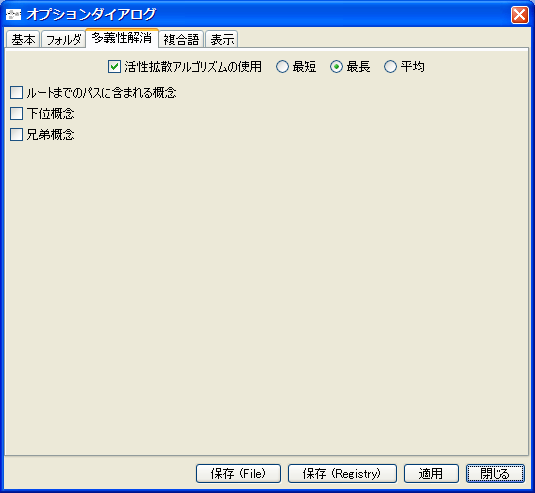 オプションダイアログ
基本 フォルダ 多義性解消 複合語 表示
活性拡散アルゴリズムの使用 最短 最長 平均
ルートまでのパスに含まれる概念
下位概念
兄弟概念
保存 (File) 保存 (Registry) 適用 閉じる